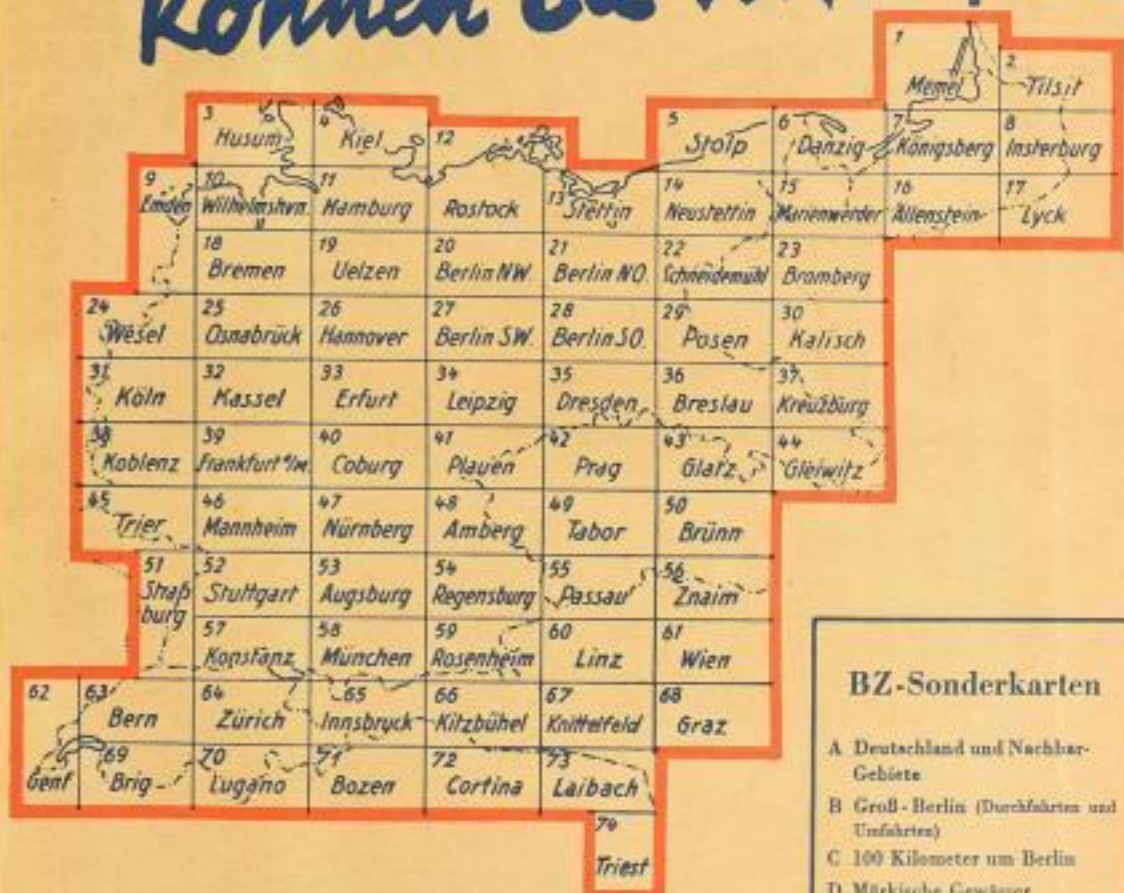 können Sie
1
Memel
2
Tilsit
3
Husum
4
Kiel
12
Rostock
5
Stolp
6
Danzig
7
Königsberg
8
Insterburg
9
Emden
10
Wilhelmshvn.
11
Hamburg
13
Stettin
14
Neustettin
15
Marienwerder
16
Allenstein
17
Lyck
18
Bremen
19
Uelzen
20
Berlin NW.
21
Berlin NO.
22
Schneidemühl
23
Bromberg
24
Wesel
25
Osnabrück
26
Hannover
27
Berlin SW.
28
Berlin SO.
29
Posen
30
Kalisch
31
Köln
32
Kassel
33
Erfurt
34
Leipzig
35
Dresden
36
Breslau
37
Kreuzburg
38
Koblenz
39
Frankfurt a/M.
40
Coburg
41
Plauen
42
Prag
43
Glatz
44
Gleiwitz
45
Trier
46
Mannheim
47
Nürnberg
48
Amberg
49
Tabor
50
Brünn
51
Straß
burg
52
Stuttgart
53
Augsburg
54
Regensburg
55
Passau
56
Znaim
57
Konstanz
58
München
59
Rosenheim
60
Linz
61
Wien
62
Genf
63
Bern
64
Zürich
65
Innsbruck
66
Kitzbühel
67
Knittelfeld
68
Graz
69
Brig
70
Lugano
71
Bozen
72
Cortina
73
Laibach
74
Triest
BZ-Sonderkarten
A Deutschland und Nachbar-
Gebiete
B Groß-Berlin (Durchfahrten und
Umfahrten)
C 100 Kilometer um Berlin
D Märkische Gewässer